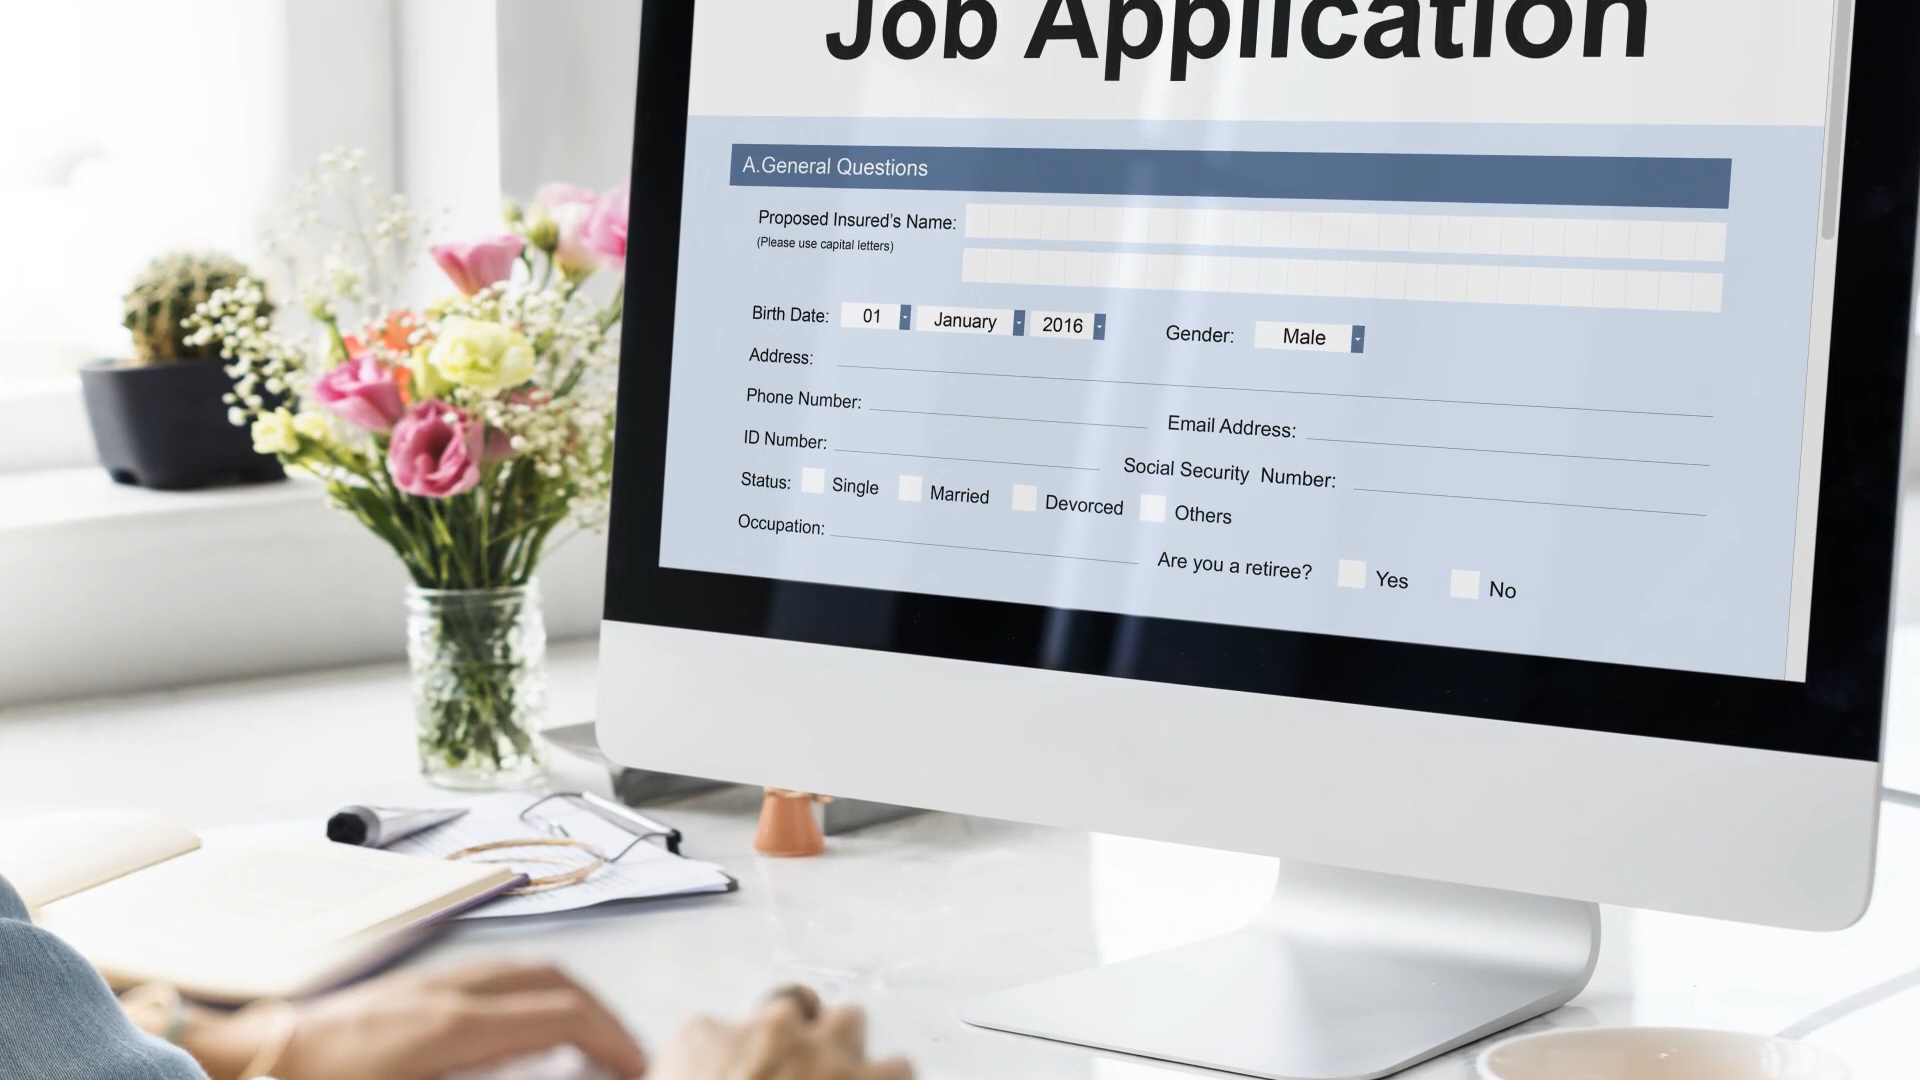 Job Application
A.General Questions
Proposed Insured's Name:
(Please use capital letters)
Birth Date: 01 January 2016 Gender: Male
Address:
Phone Number: Email Address:
ID Number: Social Security Number:
Status: Single Married Devorced Others
Occupation: Are you a retiree? Yes No